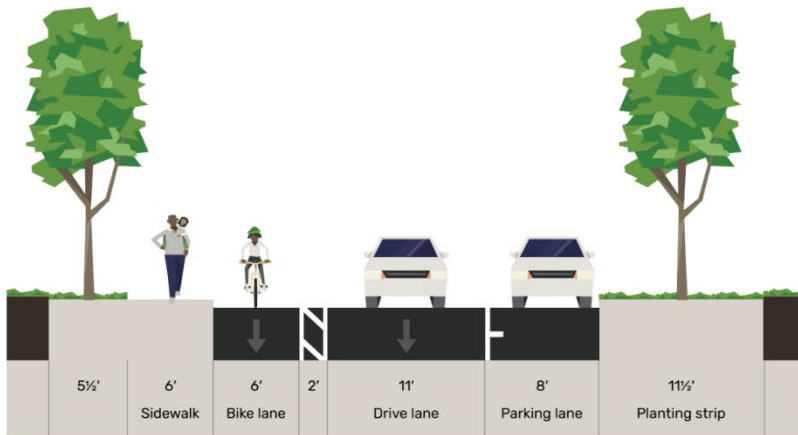 5½′ 6′ 6′ 2′ 11′ 8′ 11½′
Sidewalk Bike lane Drive lane Parking lane Planting strip